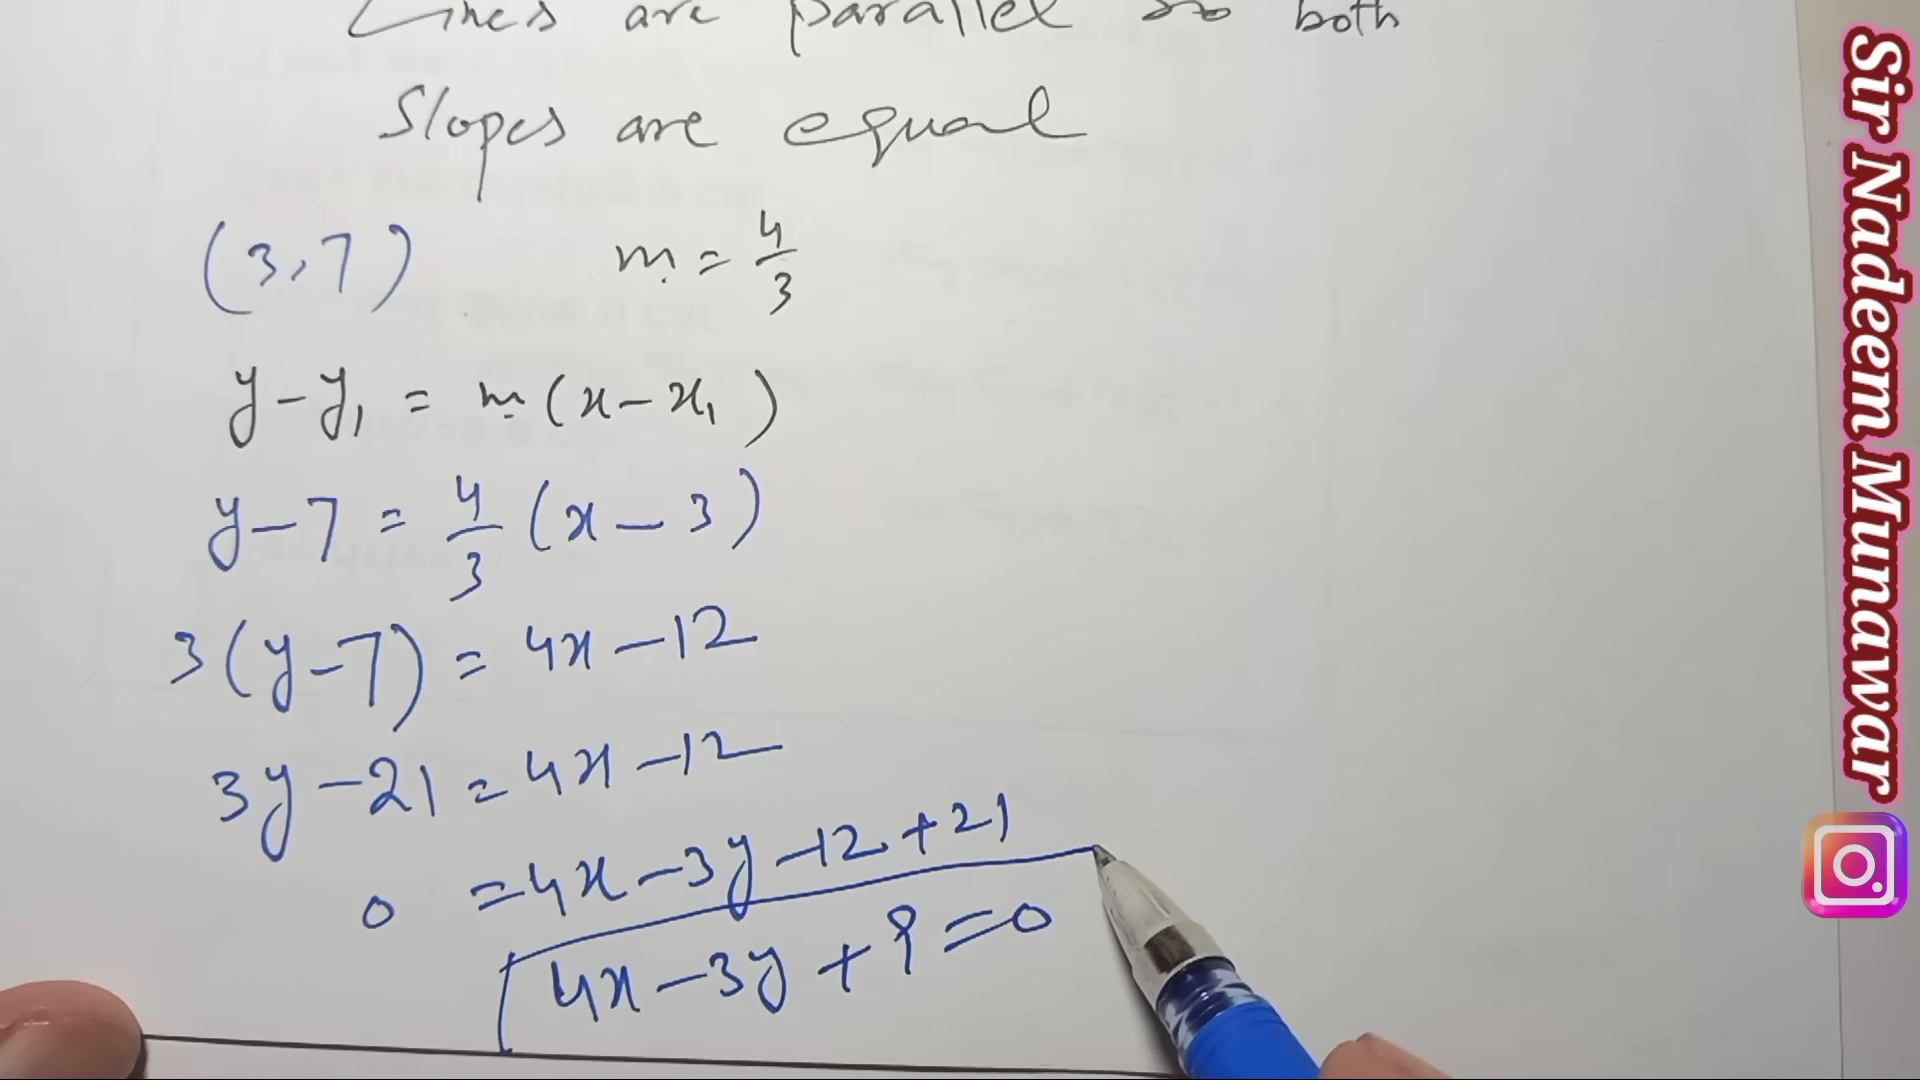 Lines are parallel so both
Slopes are equal
(3,7) m = 4/3
y - y₁ = m(x - x₁)
y - 7 = 4/3 (x - 3)
3(y - 7) = 4x - 12
3y - 21 = 4x - 12
0 = 4x - 3y - 12 + 21
4x - 3y + 9 = 0
Sir Nadeem Munawar